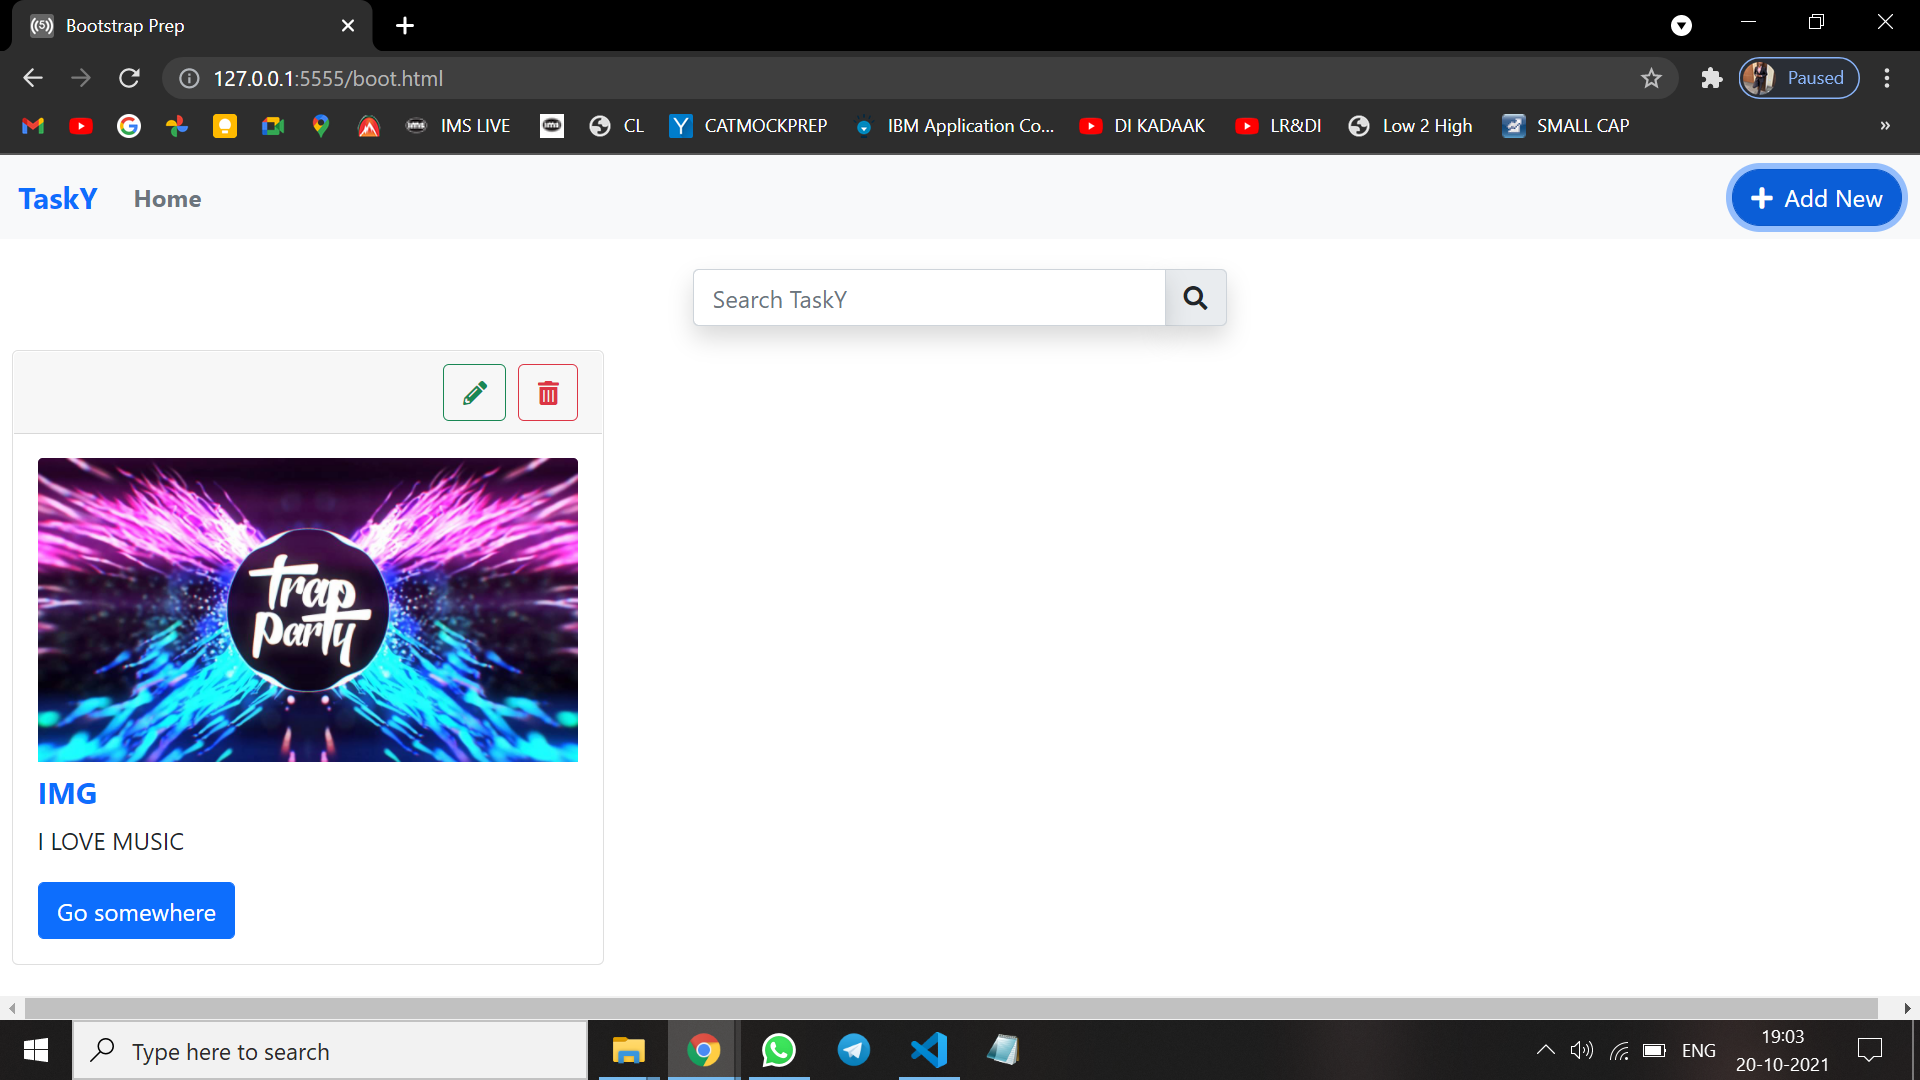 Bootstrap Prep
127.0.0.1:5555/boot.html
Paused
IMS LIVE
CL
CATMOCKPREP
IBM Application Co...
DI KADAAK
LR&DI
Low 2 High
SMALL CAP
»
TaskY
Home
Add New
Search TaskY
Trap
Party
IMG
I LOVE MUSIC
Go somewhere
Type here to search
ENG
19:03
20-10-2021